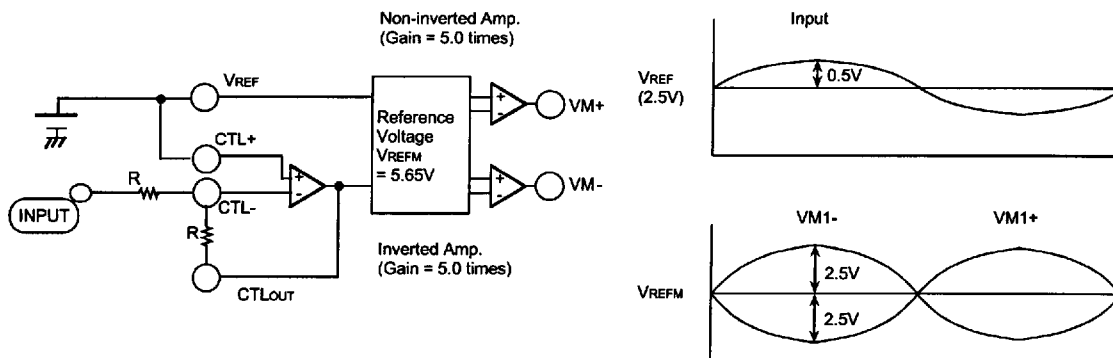 Non-inverted Amp.
(Gain = 5.0 times)
VREF
CTL+
R
INPUT
CTL-
R
CTLOUT
Reference
Voltage
VREFM
= 5.65V
+
-
VM+
+
-
+
-
VM-
Inverted Amp.
(Gain = 5.0 times)
Input
VREF
(2.5V)
0.5V
VM1-
VM1+
VREFM
2.5V
2.5V